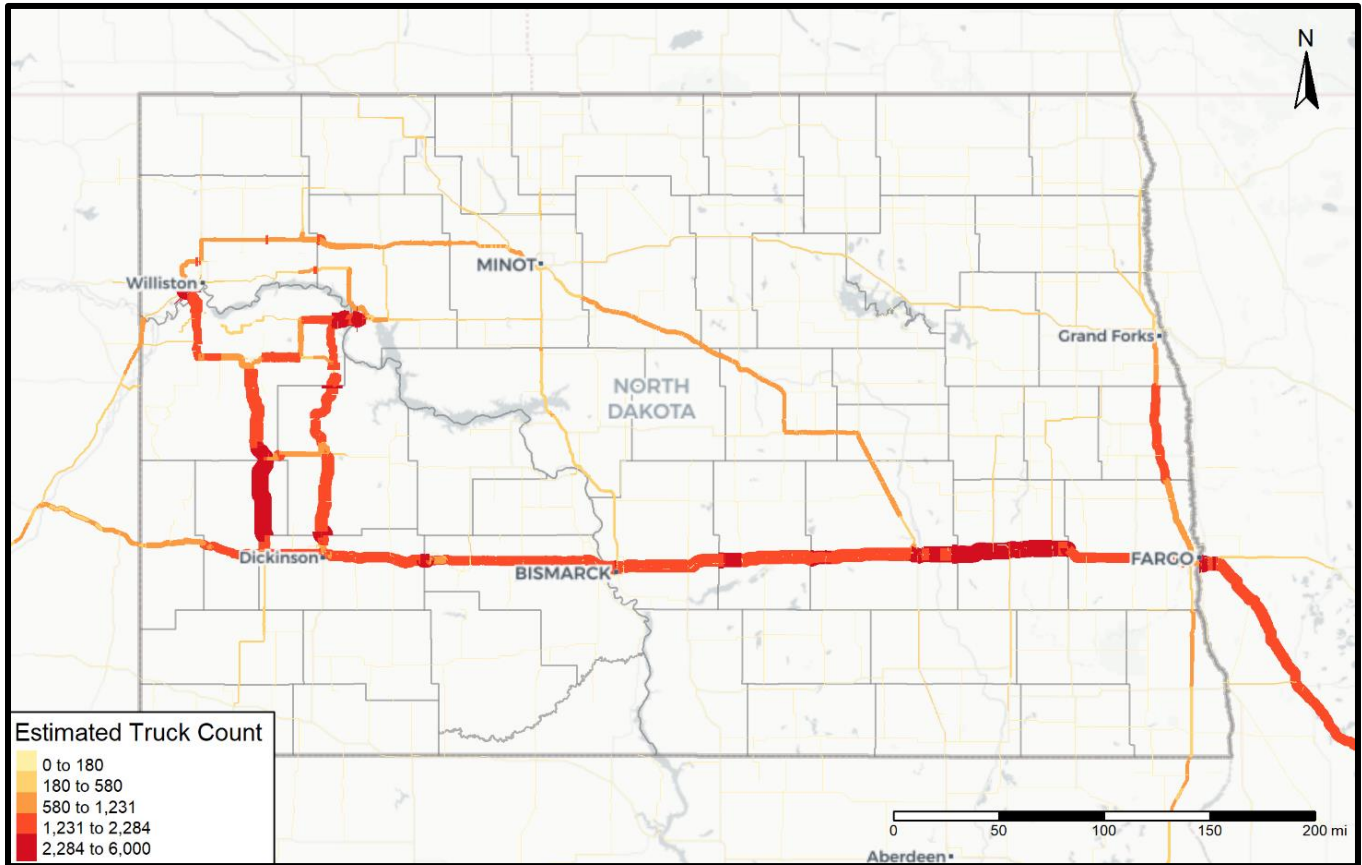 N
Williston
MINOT
Grand Forks
NORTH
DAKOTA
Dickinson
BISMARCK
FARGO
Estimated Truck Count
0 to 180
180 to 580
580 to 1,231
1,231 to 2,284
2,284 to 6,000
0 50 100 150 200 mi
Aberdeen